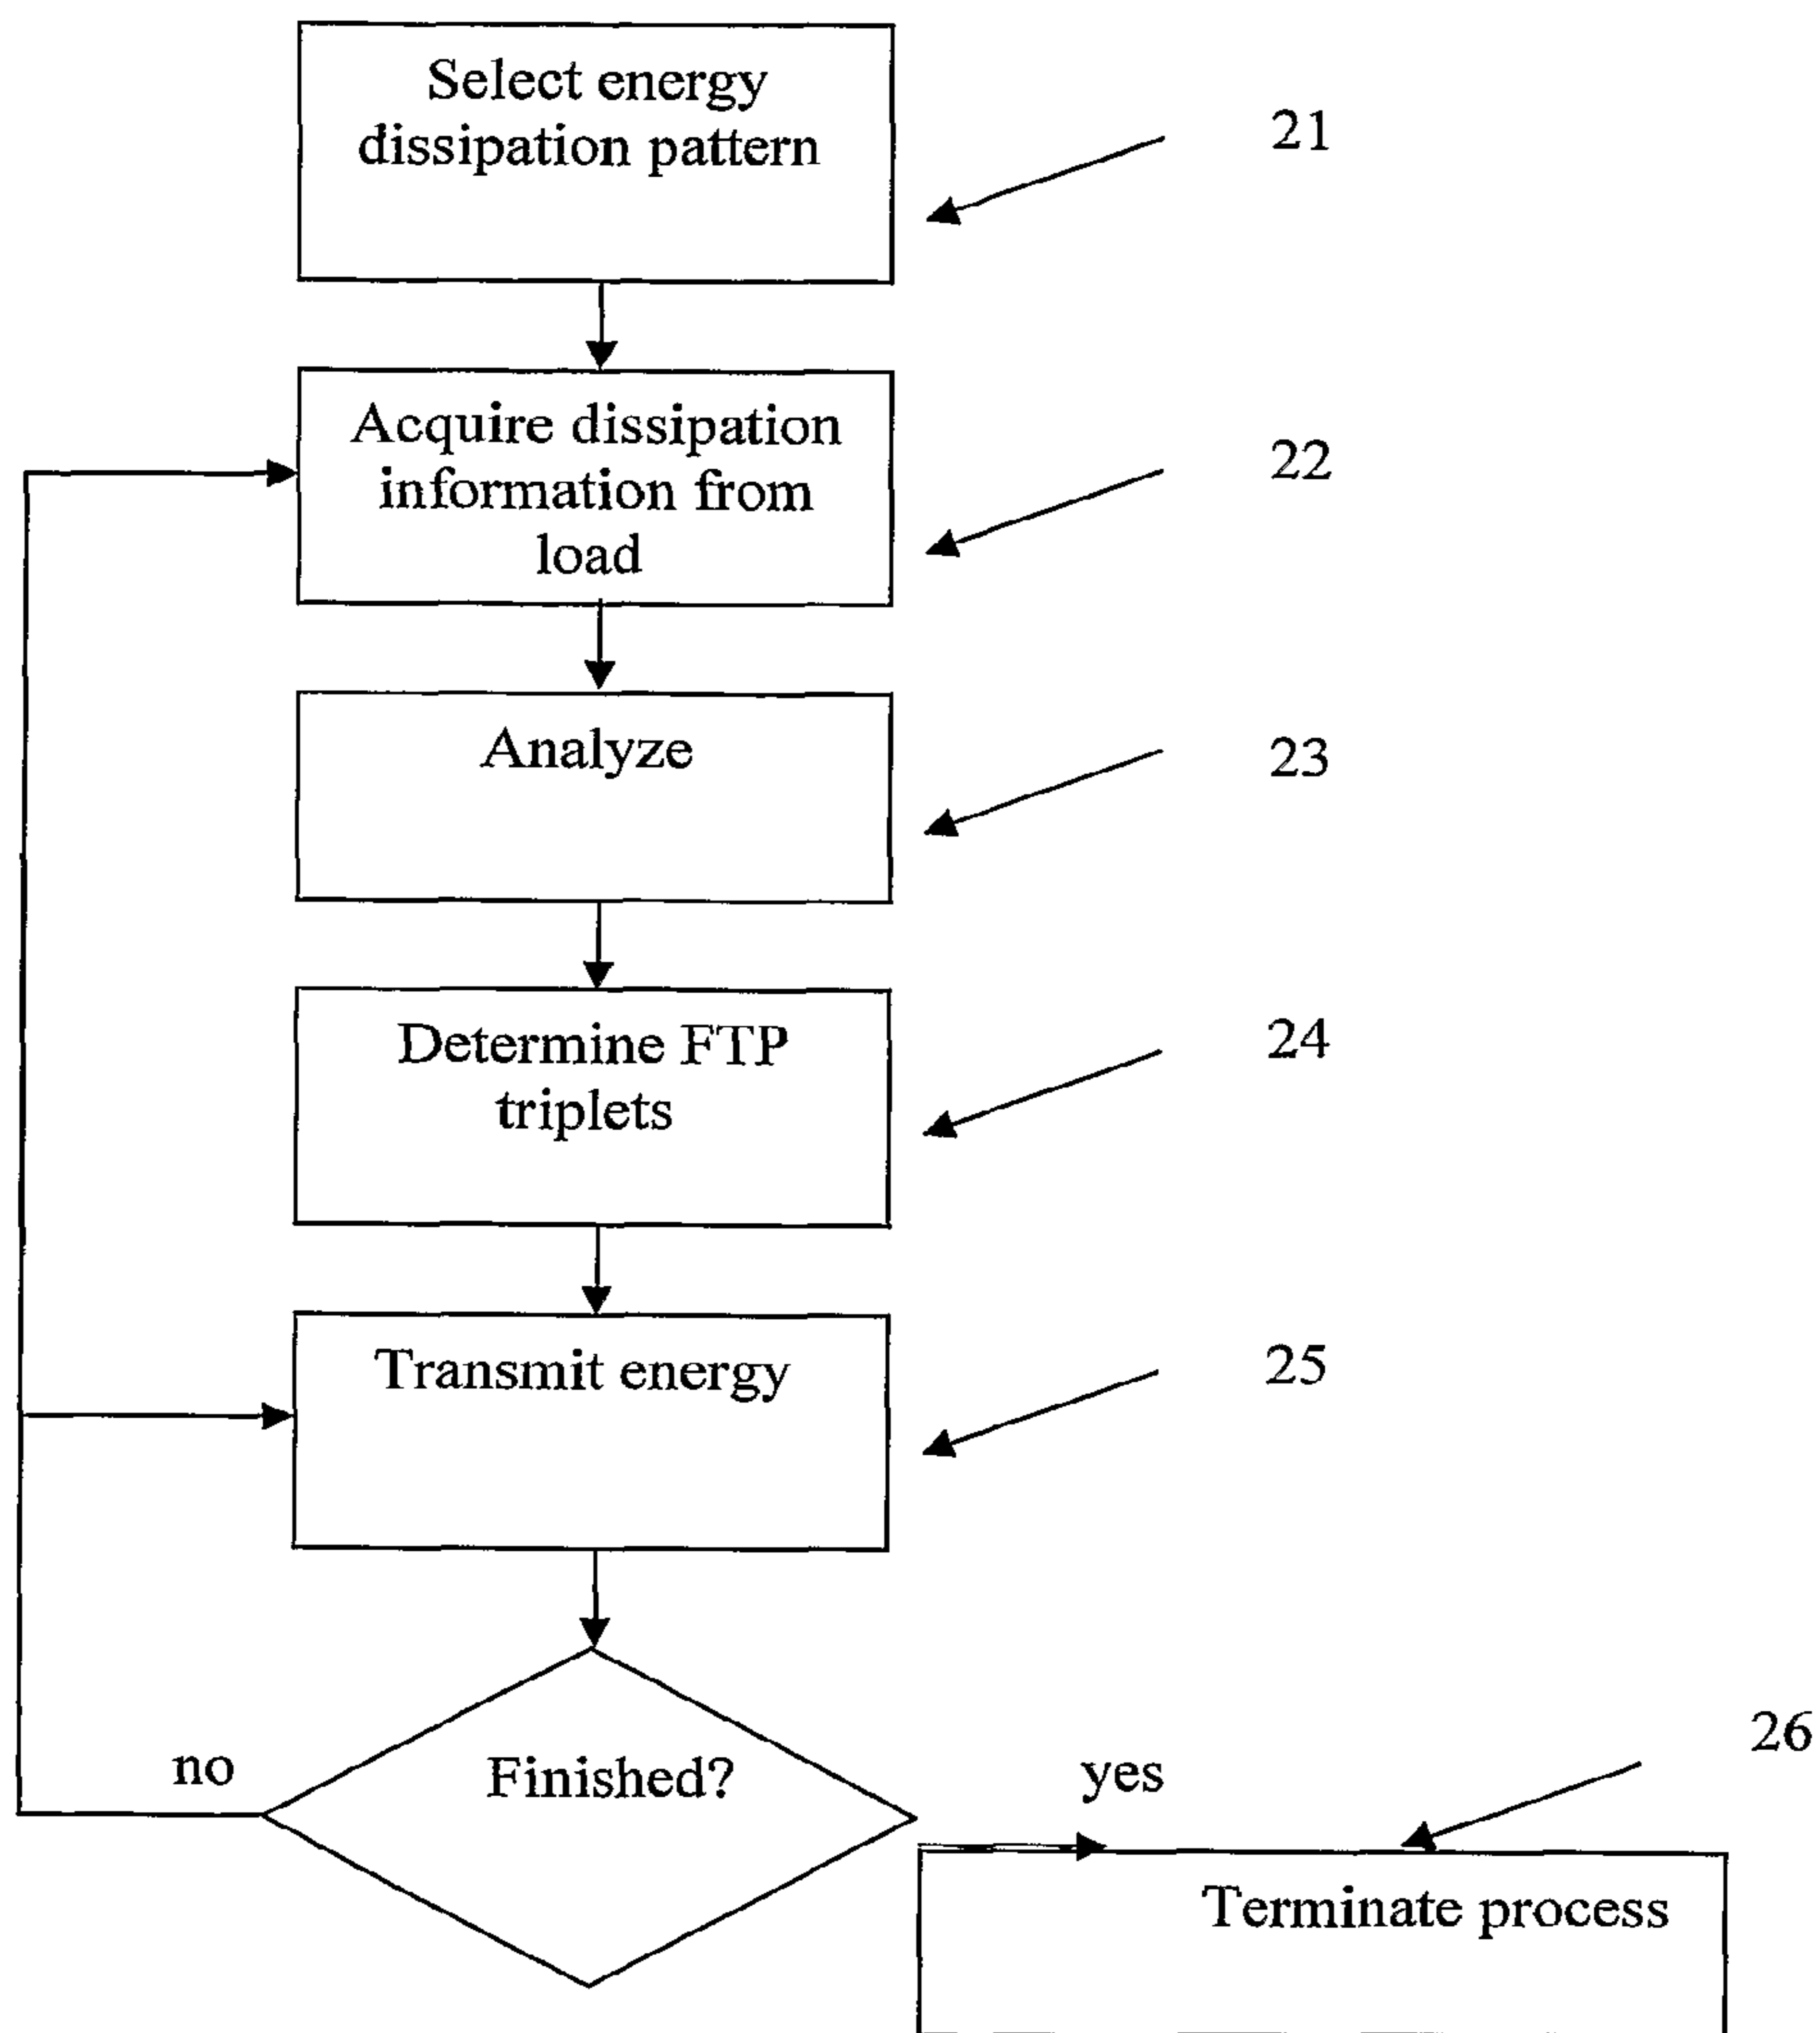 Select energy
dissipation pattern
21
Acquire dissipation
information from
load
22
Analyze
23
Determine FTP
triplets
24
Transmit energy
25
Finished?
no
yes
26
Terminate process